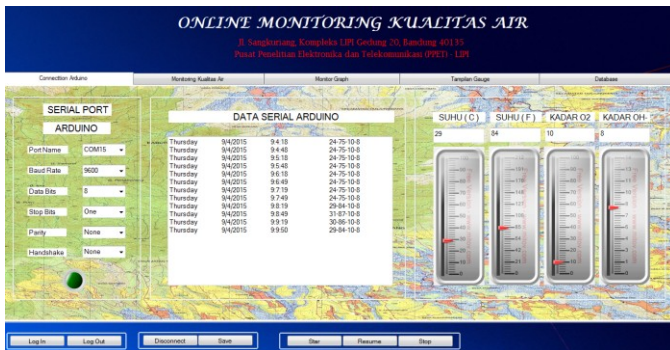 ONLINE MONITORING KUALITAS AIR
Jl. Sangkuriang, Kompleks LIPI Gedung 20, Bandung 40135
Pusat Penelitian Elektronika dan Telekomunikasi (PPET) - LIPI
Connecttion Arduino
Monitoring Kualitas Air
Monitor Graph
Tampilan Gauge
Database
SERIAL PORT
ARDUINO
Port Name COM15
Baud Rate 9600
Data Bits 8
Stop Bits One
Parity None
Handshake None
DATA SERIAL ARDUINO
Thursday 9/4/2015 9:4:18 24-75-10-8
Thursday 9/4/2015 9:4:48 24-75-10-8
Thursday 9/4/2015 9:5:18 24-75-10-8
Thursday 9/4/2015 9:5:48 24-75-10-8
Thursday 9/4/2015 9:6:18 24-75-10-8
Thursday 9/4/2015 9:6:49 24-75-10-8
Thursday 9/4/2015 9:7:19 24-75-10-8
Thursday 9/4/2015 9:7:49 24-75-10-8
Thursday 9/4/2015 9:8:19 29-84-10-8
Thursday 9/4/2015 9:8:49 31-87-10-8
Thursday 9/4/2015 9:9:19 30-86-10-8
Thursday 9/4/2015 9:9:50 29-84-10-8
SUHU ( C )
SUHU ( F )
KADAR O2
KADAR OH-
29
84
10
8
Log In
Log Out
Disconnect
Save
Star
Resume
Stop